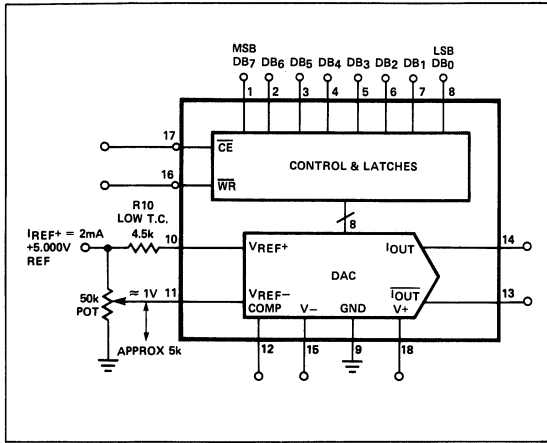 MSB LSB
DB7 DB6 DB5 DB4 DB3 DB2 DB1 DB0
1 2 3 4 5 6 7 8
17 CE
CONTROL & LATCHES
16 WR
R10
LOW T.C.
IREF+ = 2mA 4.5k
+5.000V
REF
8
10 VREF+ IOUT 14
DAC
50k
POT
≈ 1V 11 VREF− IOUT 13
COMP V− GND V+
APPROX 5k
12 15 9 18